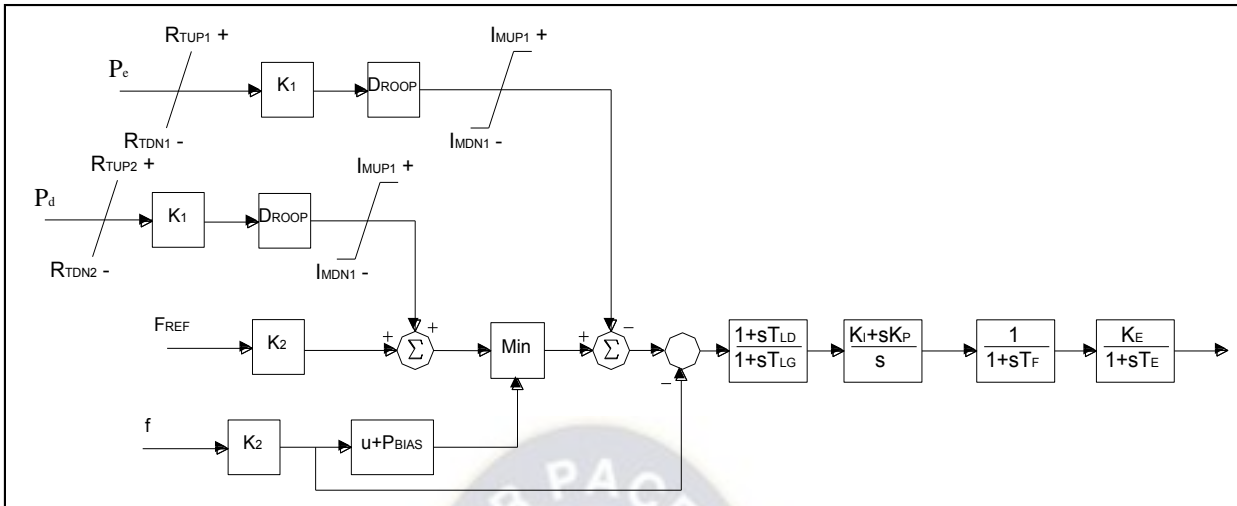 RTUP1 +
IMUP1 +
Pe
K1
DROOP
RTDN1 -
IMDN1 -
RTUP2 +
IMUP1 +
Pd
K1
DROOP
RTDN2 -
IMDN1 -
FREF
K2
+
+
Σ
Min
+
−
Σ
−
1+sTLD
1+sTLG
KI+sKP
s
1
1+sTF
KE
1+sTE
f
K2
u+PBIAS
R PACE